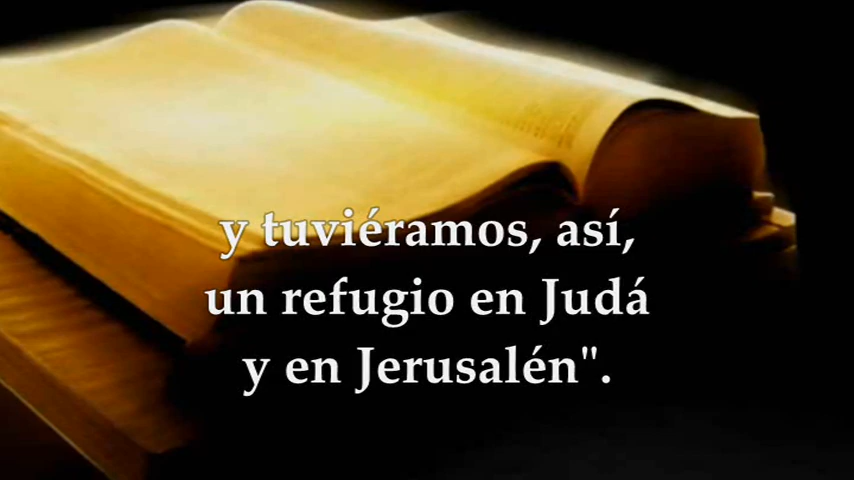 y tuviéramos, así,
un refugio en Judá
y en Jerusalén".